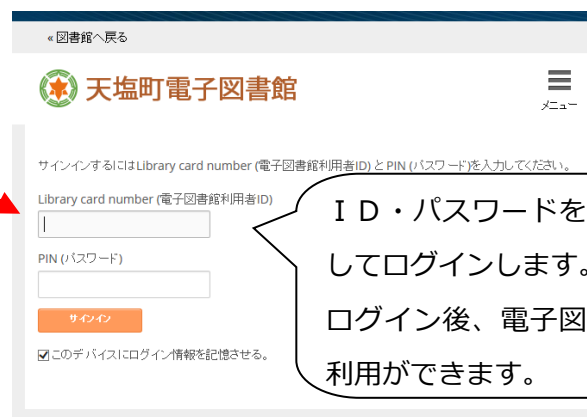 «図書館へ戻る
天塩町電子図書館
メニュー
サインインするにはLibrary card number (電子図書館利用者ID) とPIN (パスワード)を入力してください。
Library card number (電子図書館利用者ID)
PIN (パスワード)
サインイン
このデバイスにログイン情報を記憶させる。
ＩＤ・パスワードを
してログインします。
ログイン後、電子図
利用ができます。